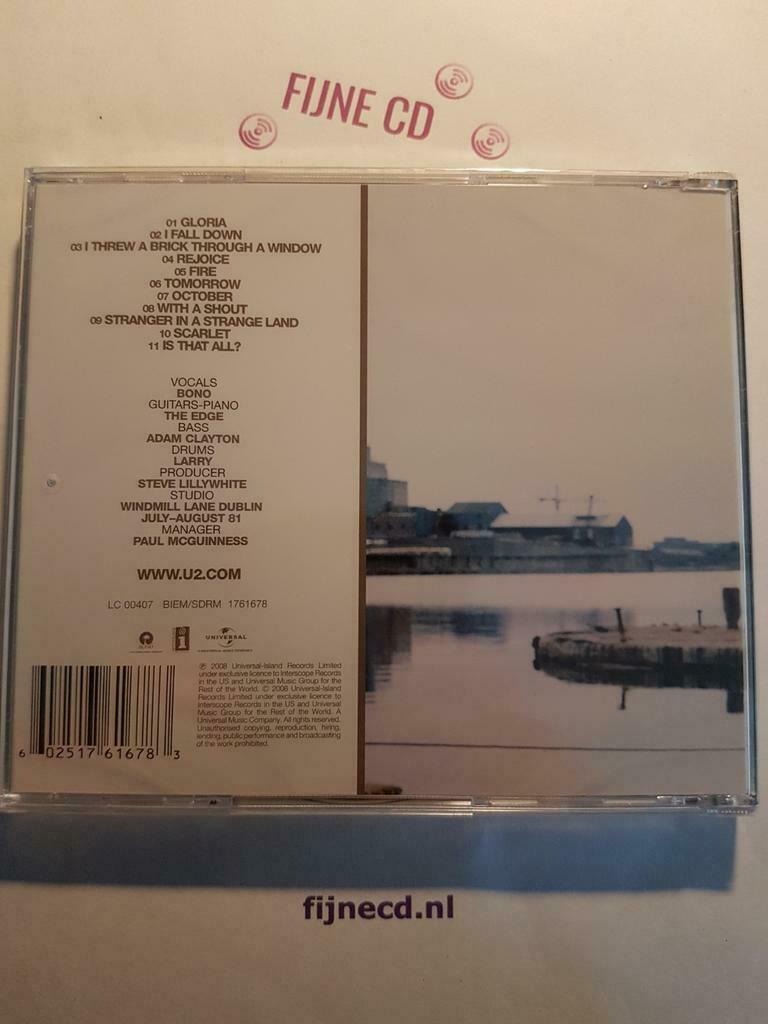 FIJNE CD
01 GLORIA
02 I FALL DOWN
03 I THREW A BRICK THROUGH A WINDOW
04 REJOICE
05 FIRE
06 TOMORROW
07 OCTOBER
08 WITH A SHOUT
09 STRANGER IN A STRANGE LAND
10 SCARLET
11 IS THAT ALL?
VOCALS
BONO
GUITARS-PIANO
THE EDGE
BASS
ADAM CLAYTON
DRUMS
LARRY
PRODUCER
STEVE LILLYWHITE
STUDIO
WINDMILL LANE DUBLIN
JULY–AUGUST 81
MANAGER
PAUL MCGUINNESS
WWW.U2.COM
LC 00407 BIEM/SDRM 1761678
UNIVERSAL
℗ 2008 Universal-Island Records Limited
under exclusive licence to Interscope Records
in the US and Universal Music Group for the
Rest of the World. © 2008 Universal-Island
Records Limited under exclusive licence to
Interscope Records in the US and Universal
Music Group for the Rest of the World. A
Universal Music Company. All rights reserved.
Unauthorised copying, reproduction, hiring,
lending, public performance and broadcasting
of the work prohibited.
6 02517 61678 3
fijnecd.nl